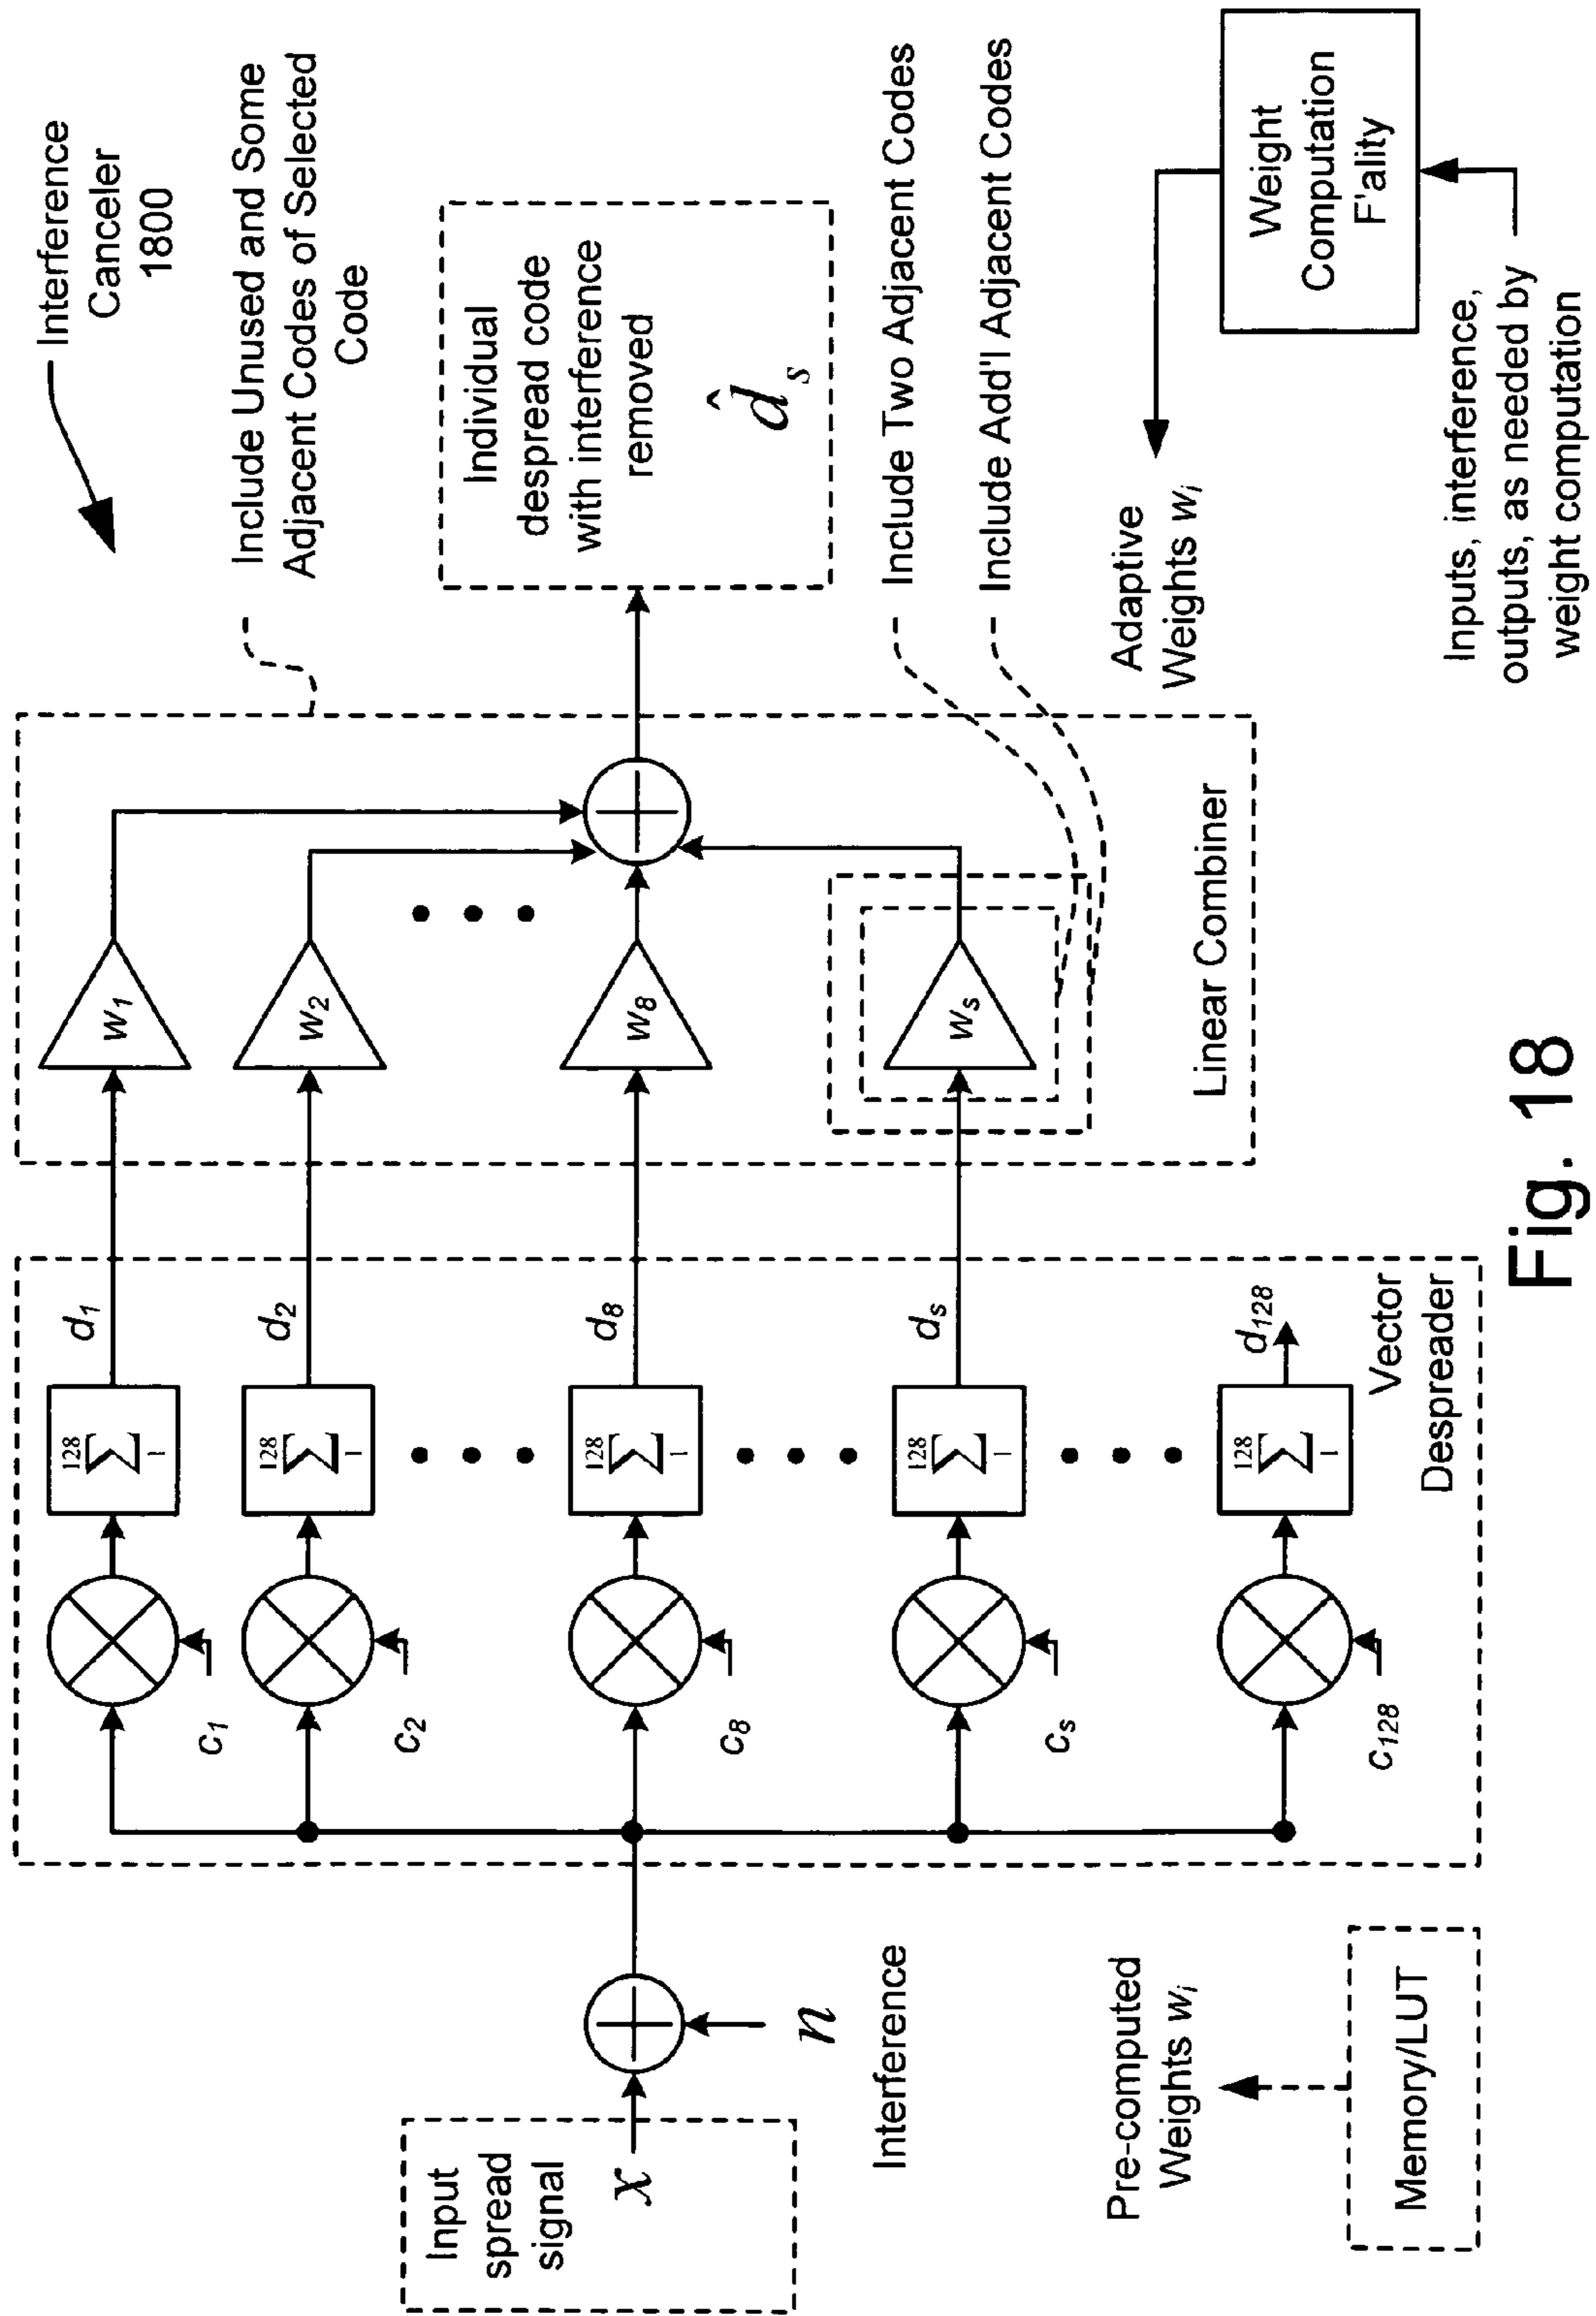 Interference
Canceler
1800
Include Unused and Some
Adjacent Codes of Selected
Code
Input
spread
signal
x
n
Interference
Pre-computed
Weights wi
Memory/LUT
c1
c2
c8
cs
c128
128
∑
1
128
∑
1
128
∑
1
128
∑
1
128
∑
1
d1
d2
d8
ds
d128
Vector
Despreader
w1
w2
w8
ws
Linear Combiner
Individual
despread code
with interference
removed
d̂s
Include Two Adjacent Codes
Include Add'l Adjacent Codes
Adaptive
Weights wi
Weight
Computation
F'ality
Inputs, interference,
outputs, as needed by
weight computation
Fig. 18